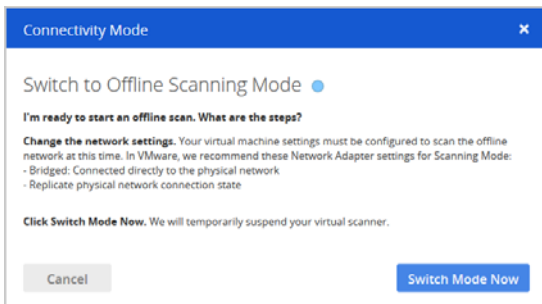 Connectivity Mode
Switch to Offline Scanning Mode
I'm ready to start an offline scan. What are the steps?
Change the network settings. Your virtual machine settings must be configured to scan the offline
network at this time. In VMware, we recommend these Network Adapter settings for Scanning Mode:
- Bridged: Connected directly to the physical network
- Replicate physical network connection state
Click Switch Mode Now. We will temporarily suspend your virtual scanner.
Cancel
Switch Mode Now